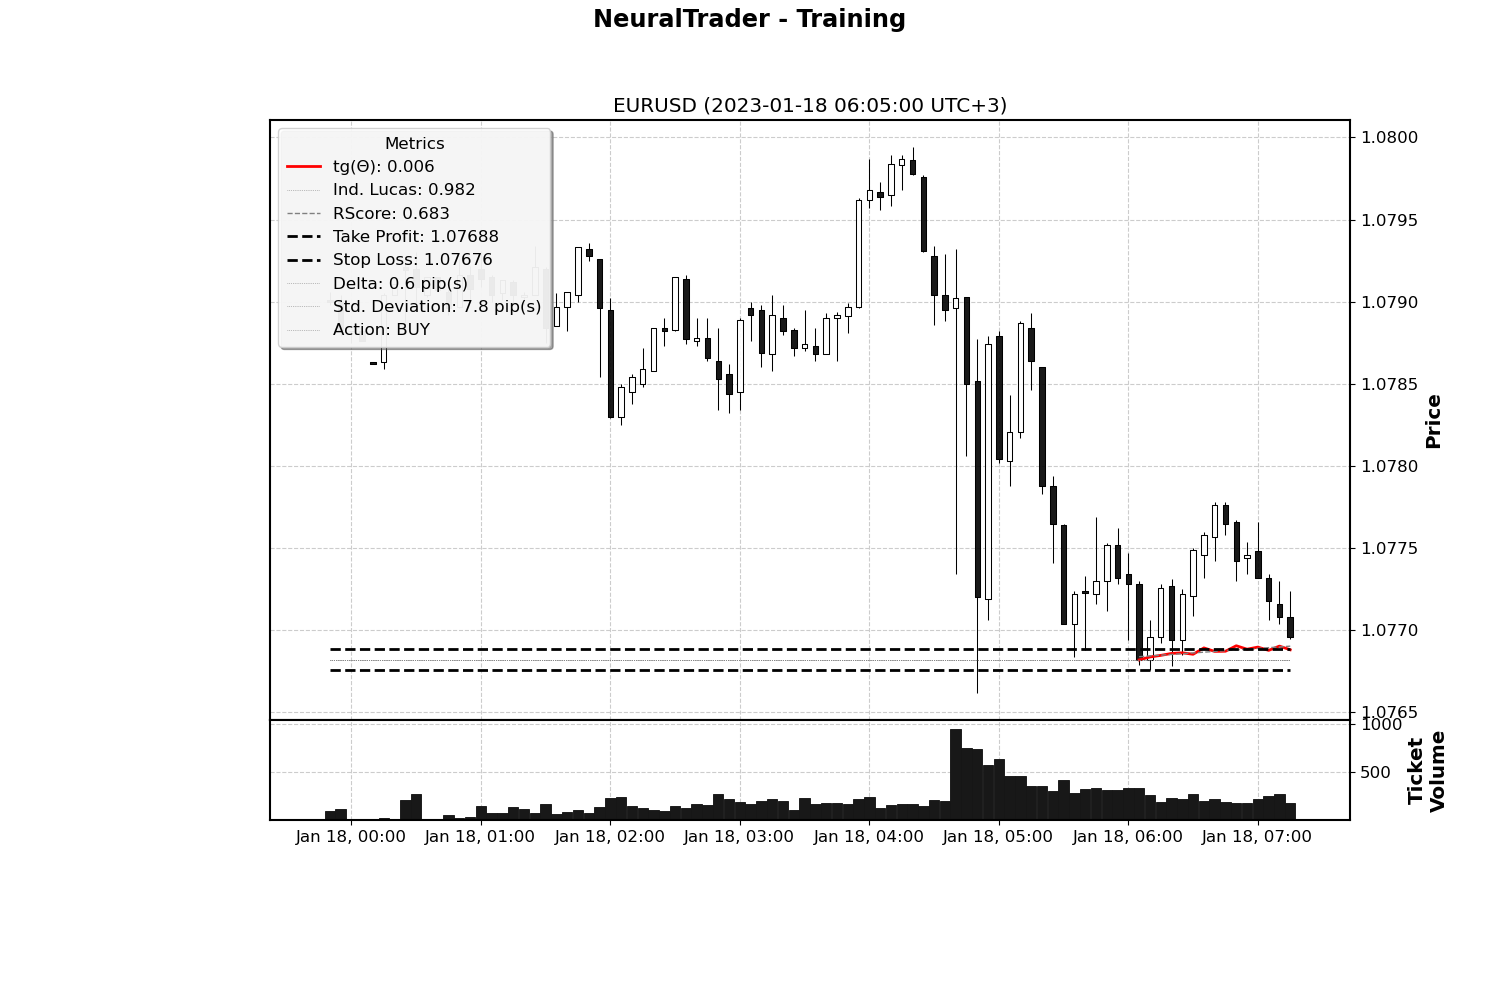 NeuralTrader - Training
EURUSD (2023-01-18 06:05:00 UTC+3)
Metrics
tg(Θ): 0.006
Ind. Lucas: 0.982
RScore: 0.683
Take Profit: 1.07688
Stop Loss: 1.07676
Delta: 0.6 pip(s)
Std. Deviation: 7.8 pip(s)
Action: BUY
1.0800
1.0795
1.0790
1.0785
1.0780
1.0775
1.0770
1.0765
Price
1000
500
Ticket
Volume
Jan 18, 00:00 Jan 18, 01:00 Jan 18, 02:00 Jan 18, 03:00 Jan 18, 04:00 Jan 18, 05:00 Jan 18, 06:00 Jan 18, 07:00